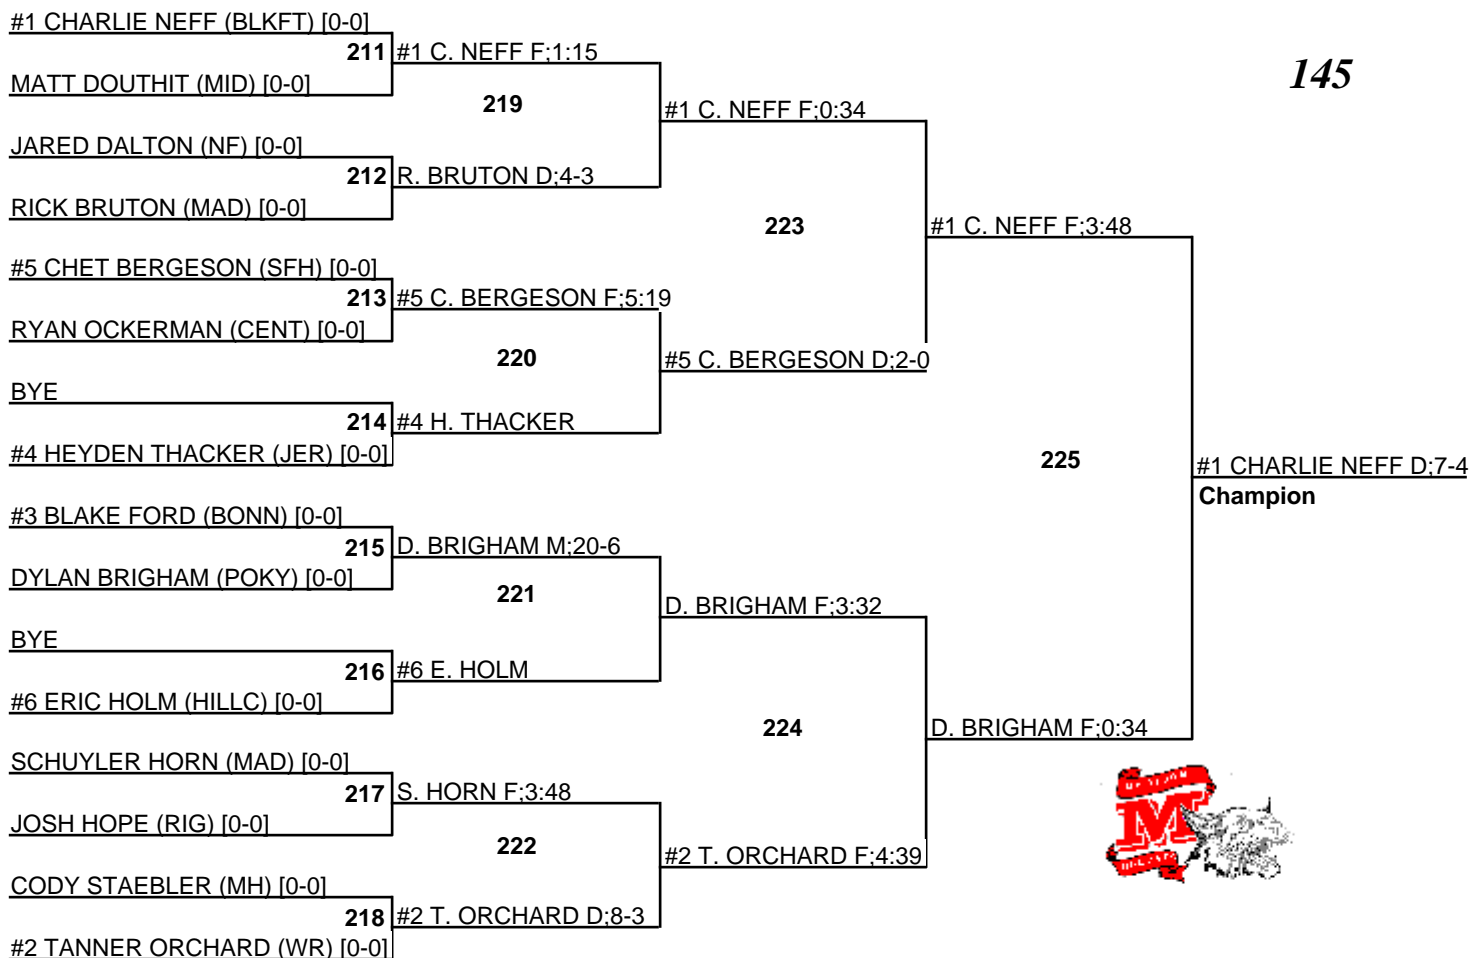 #1 CHARLIE NEFF (BLKFT) [0-0]
211 #1 C. NEFF F;1:15
145
MATT DOUTHIT (MID) [0-0]
219
#1 C. NEFF F;0:34
JARED DALTON (NF) [0-0]
212 R. BRUTON D;4-3
RICK BRUTON (MAD) [0-0]
223
#1 C. NEFF F;3:48
#5 CHET BERGESON (SFH) [0-0]
213 #5 C. BERGESON F;5:19
RYAN OCKERMAN (CENT) [0-0]
220
#5 C. BERGESON D;2-0
BYE
214 #4 H. THACKER
#4 HEYDEN THACKER (JER) [0-0]
225
#1 CHARLIE NEFF D;7-4
Champion
#3 BLAKE FORD (BONN) [0-0]
215 D. BRIGHAM M;20-6
DYLAN BRIGHAM (POKY) [0-0]
221
D. BRIGHAM F;3:32
BYE
216 #6 E. HOLM
#6 ERIC HOLM (HILLC) [0-0]
224
D. BRIGHAM F;0:34
SCHUYLER HORN (MAD) [0-0]
217 S. HORN F;3:48
JOSH HOPE (RIG) [0-0]
222
#2 T. ORCHARD F;4:39
CODY STAEBLER (MH) [0-0]
218 #2 T. ORCHARD D;8-3
#2 TANNER ORCHARD (WR) [0-0]
M